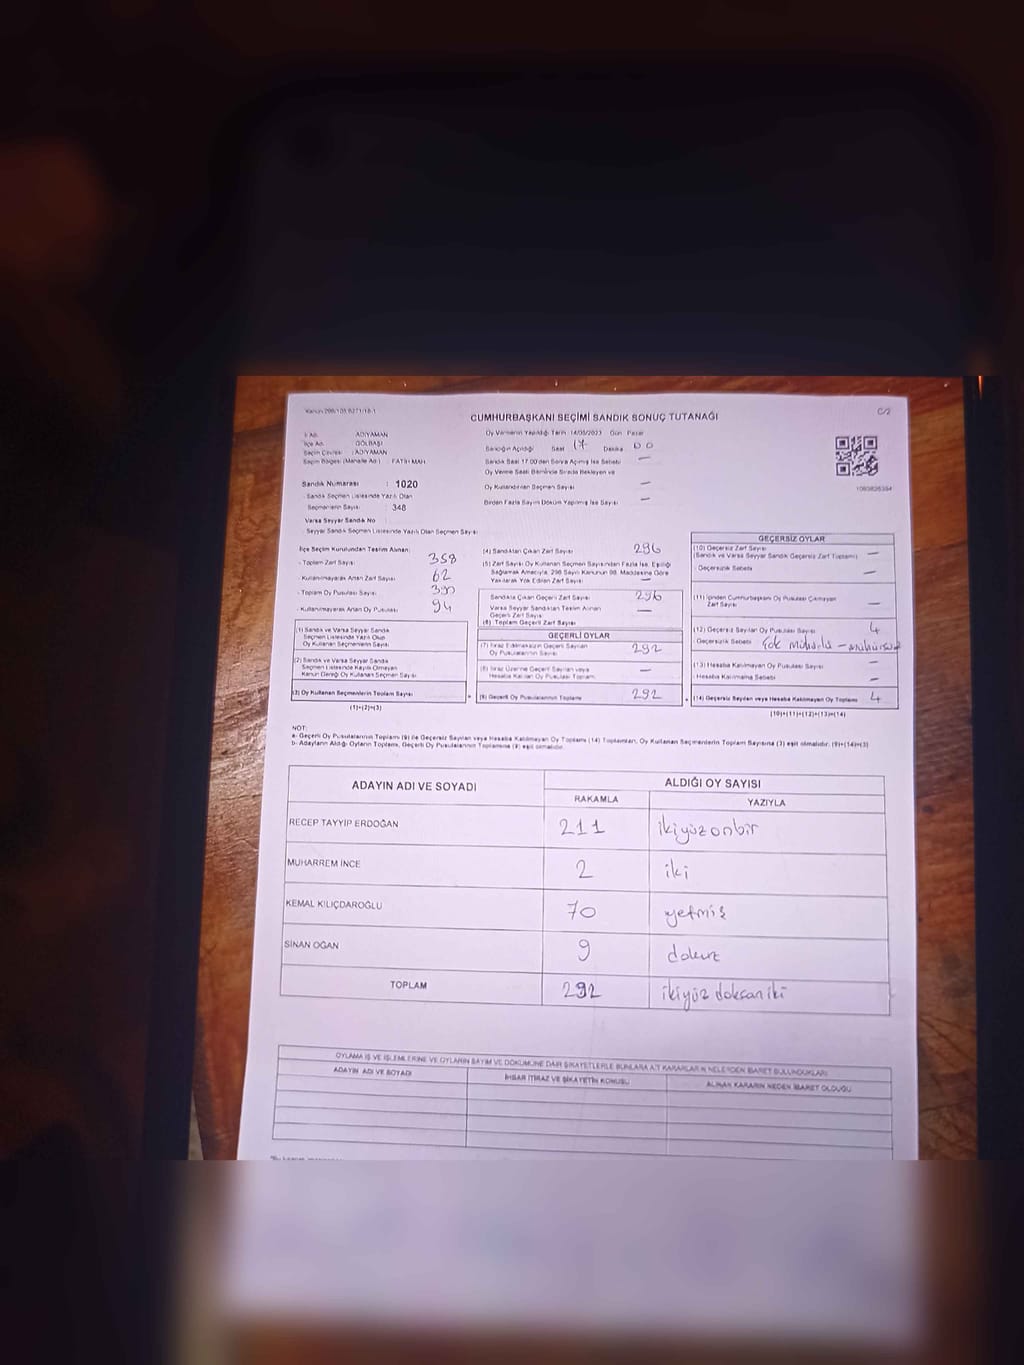 Kanun 298/105 6271/18-1
C/2
CUMHURBAŞKANI SEÇİMİ SANDIK SONUÇ TUTANAĞI
İl Adı : ADIYAMAN
İlçe Adı : GÖLBAŞI
Seçim Çevresi : ADIYAMAN
Seçim Bölgesi (Mahalle Adı) : FATİH MAH.
Sandık Numarası : 1020
Sandık Seçmen Listesinde Yazılı Olan
Seçmenlerin Sayısı : 348
Varsa Seyyar Sandık No
Seyyar Sandık Seçmen Listesinde Yazılı Olan Seçmen Sayısı
Oy Vermenin Yapıldığı Tarih 14/05/2023 Gün Pazar
Sandığın Açıldığı Saat 17 Dakika 00
Sandık Saat 17.00'den Sonra Açılmış İse Sebebi —
Oy Verme Saati Bitiminde Sırada Bekleyen ve
Oy Kullandırılan Seçmen Sayısı —
Birden Fazla Sayım Döküm Yapılmış İse Sayısı —
1083826354
İlçe Seçim Kurulundan Teslim Alınan;
- Toplam Zarf Sayısı 358
- Kullanılmayarak Artan Zarf Sayısı 62
- Toplam Oy Pusulası Sayısı
- Kullanılmayarak Artan Oy Pusulası 94
(1) Sandık ve Varsa Seyyar Sandık
Seçmen Listesinde Yazılı Olup
Oy Kullanan Seçmenlerin Sayısı
(2) Sandık ve Varsa Seyyar Sandık
Seçmen Listesinde Kayıtlı Olmayan
Kanun Gereği Oy Kullanan Seçmen Sayısı
(3) Oy Kullanan Seçmenlerin Toplam Sayısı
(1)+(2)=(3)
(4) Sandıktan Çıkan Zarf Sayısı 296
(5) Zarf Sayısı Oy Kullanan Seçmen Sayısından Fazla İse, Eşitliği
Sağlamak Amacıyla, 298 Sayılı Kanunun 98. Maddesine Göre
Yakılarak Yok Edilen Zarf Sayısı —
Sandıkta Çıkan Geçerli Zarf Sayısı 296
Varsa Seyyar Sandıktan Teslim Alınan
Geçerli Zarf Sayısı —
(6) Toplam Geçerli Zarf Sayısı
GEÇERLİ OYLAR
(7) İtiraz Edilmeksizin Geçerli Sayılan
Oy Pusulalarının Sayısı 292
(8) İtiraz Üzerine Geçerli Sayılan veya
Hesaba Katılan Oy Pusulası Toplamı —
(9) Geçerli Oy Pusulalarının Toplamı 292
GEÇERSİZ OYLAR
(10) Geçersiz Zarf Sayısı
(Sandık ve Varsa Seyyar Sandık Geçersiz Zarf Toplamı) —
- Geçersizlik Sebebi —
(11) İçinden Cumhurbaşkanı Oy Pusulası Çıkmayan
Zarf Sayısı —
(12) Geçersiz Sayılan Oy Pusulası Sayısı 4
Geçersizlik Sebebi Çok mühürlü - mühürsüz
(13) Hesaba Katılmayan Oy Pusulası Sayısı —
Hesaba Katılmama Sebebi —
(14) Geçersiz Sayılan veya Hesaba Katılmayan Oy Toplamı 4
(10)+(11)+(12)+(13)=(14)
NOT:
a- Geçerli Oy Pusulalarının Toplamı (9) ile Geçersiz Sayılan veya Hesaba Katılmayan Oy Toplamı (14) Toplamları, Oy Kullanan Seçmenlerin Toplam Sayısına (3) eşit olmalıdır. (9)+(14)=(3)
b- Adayların Aldığı Oyların Toplamı, Geçerli Oy Pusulalarının Toplamına (9) eşit olmalıdır.
ADAYIN ADI VE SOYADI
ALDIĞI OY SAYISI
RAKAMLA YAZIYLA
RECEP TAYYİP ERDOĞAN 211 ikiyüzonbir
MUHARREM İNCE 2 iki
KEMAL KILIÇDAROĞLU 70 yetmiş
SİNAN OĞAN 9 dokuz
TOPLAM 292 ikiyüz doksan iki
OYLAMA İŞ VE İŞLEMLERİNE VE OYLARIN SAYIM VE DÖKÜMÜNE DAİR ŞİKAYETLERLE BUNLARA AİT KARARLARIN NELERDEN İBARET BULUNDUKLARI
ADAYIN ADI VE SOYADI
İHBAR İTİRAZ VE ŞİKAYETİN KONUSU
ALINAN KARARIN NEDEN İBARET OLDUĞU